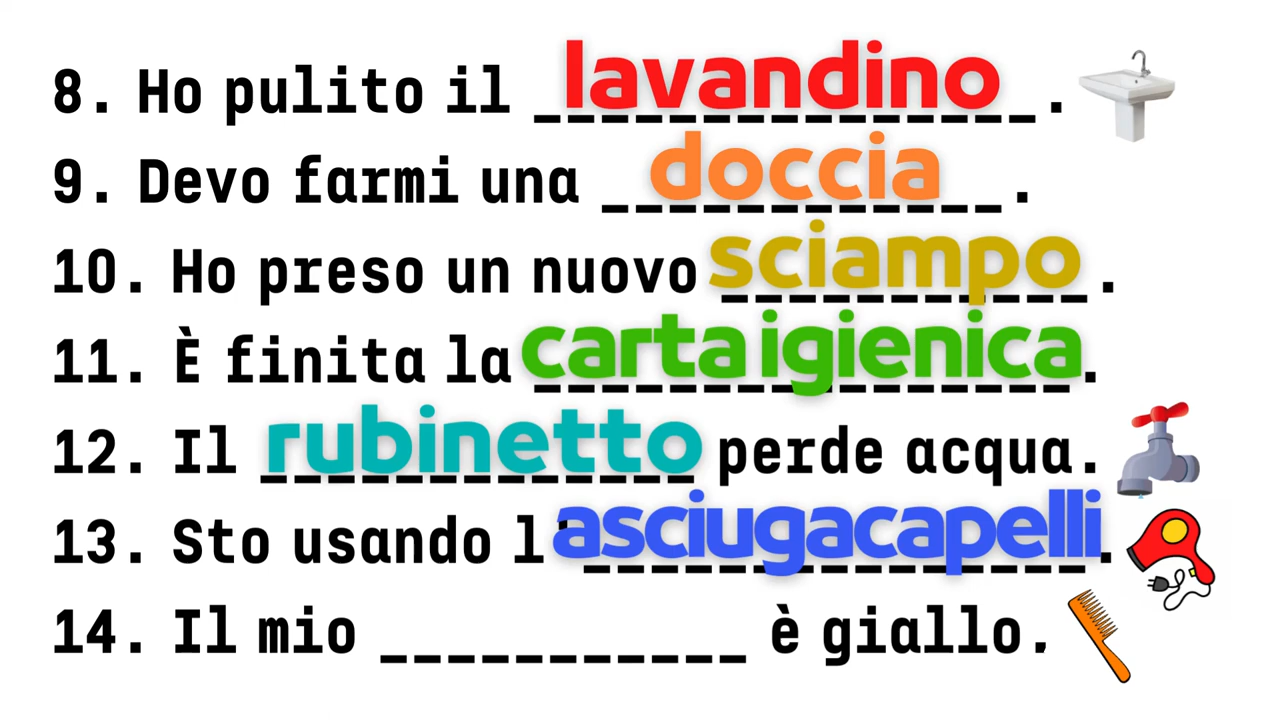 8. Ho pulito il lavandino.
9. Devo farmi una doccia.
10. Ho preso un nuovo sciampo.
11. È finita la carta igienica.
12. Il rubinetto perde acqua.
13. Sto usando l'asciugacapelli.
14. Il mio ___________ è giallo.